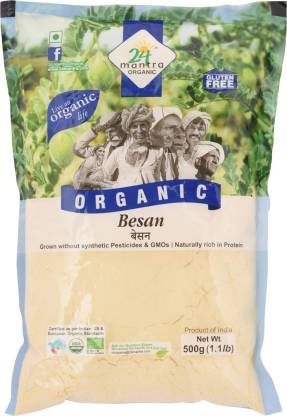 24
mantra
ORGANIC
GLUTEN
FREE
Live an
organic
life
ORGANIC
Besan
बेसन
Grown without synthetic Pesticides & GMOs | Naturally rich in Protein
Product of India
Net Wt
500g (1.1lb)